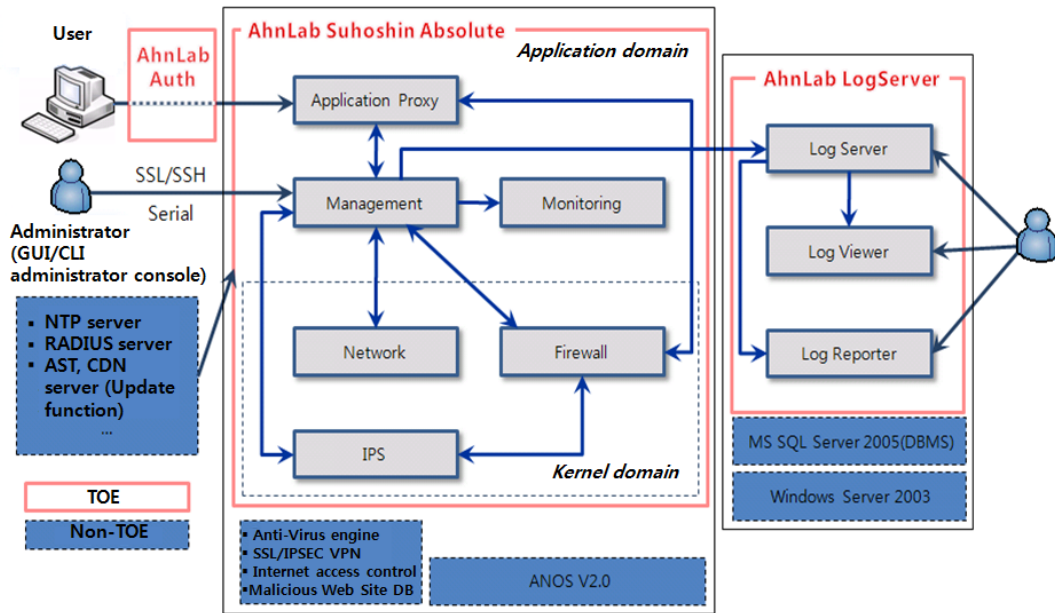 User
AhnLab
Auth
AhnLab Suhoshin Absolute
Application domain
Application Proxy
SSL/SSH
Serial
Management
Monitoring
Administrator
(GUI/CLI
administrator console)
▪ NTP server
▪ RADIUS server
▪ AST, CDN
server (Update
function)
...
Network
Firewall
IPS
Kernel domain
TOE
Non-TOE
▪ Anti-Virus engine
▪ SSL/IPSEC VPN
▪ Internet access control
▪Malicious Web Site DB
ANOS V2.0
AhnLab LogServer
Log Server
Log Viewer
Log Reporter
MS SQL Server 2005(DBMS)
Windows Server 2003